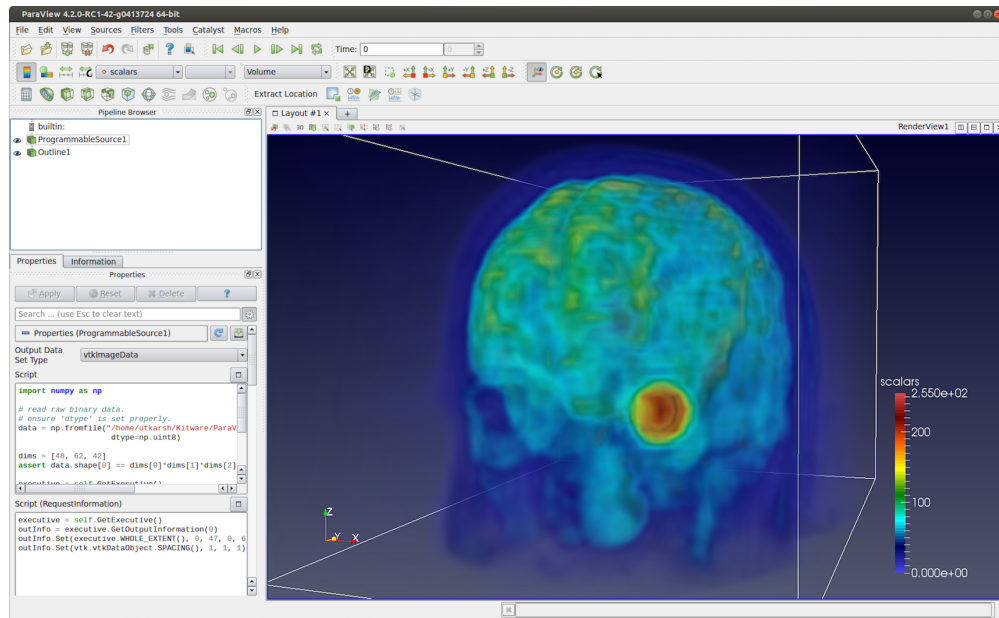 ParaView 4.2.0-RC1-42-g0413724 64-bit
File Edit View Sources Filters Tools Catalyst Macros Help
Time: 0 0
scalars Volume
Extract Location
Pipeline Browser
builtin:
ProgrammableSource1
Outline1
Properties Information
Properties
Apply Reset Delete ?
Search ... (use Esc to clear text)
Properties (ProgrammableSource1)
Output Data
Set Type
vtkImageData
Script
import numpy as np
# read raw binary data.
# ensure 'dtype' is set properly.
data = np.fromfile("/home/utkarsh/Kitware/ParaV
dtype=np.uint8)
dims = [48, 62, 42]
assert data.shape[0] == dims[0]*dims[1]*dims[2]
executive = self.GetExecutive()
Script (RequestInformation)
executive = self.GetExecutive()
outInfo = executive.GetOutputInformation(0)
outInfo.Set(executive.WHOLE_EXTENT(), 0, 47, 0, 6
outInfo.Set(vtk.vtkDataObject.SPACING(), 1, 1, 1)
Layout #1 × +
3D
RenderView1
scalars
2.550e+02
200
100
0.000e+00
Z
Y
X